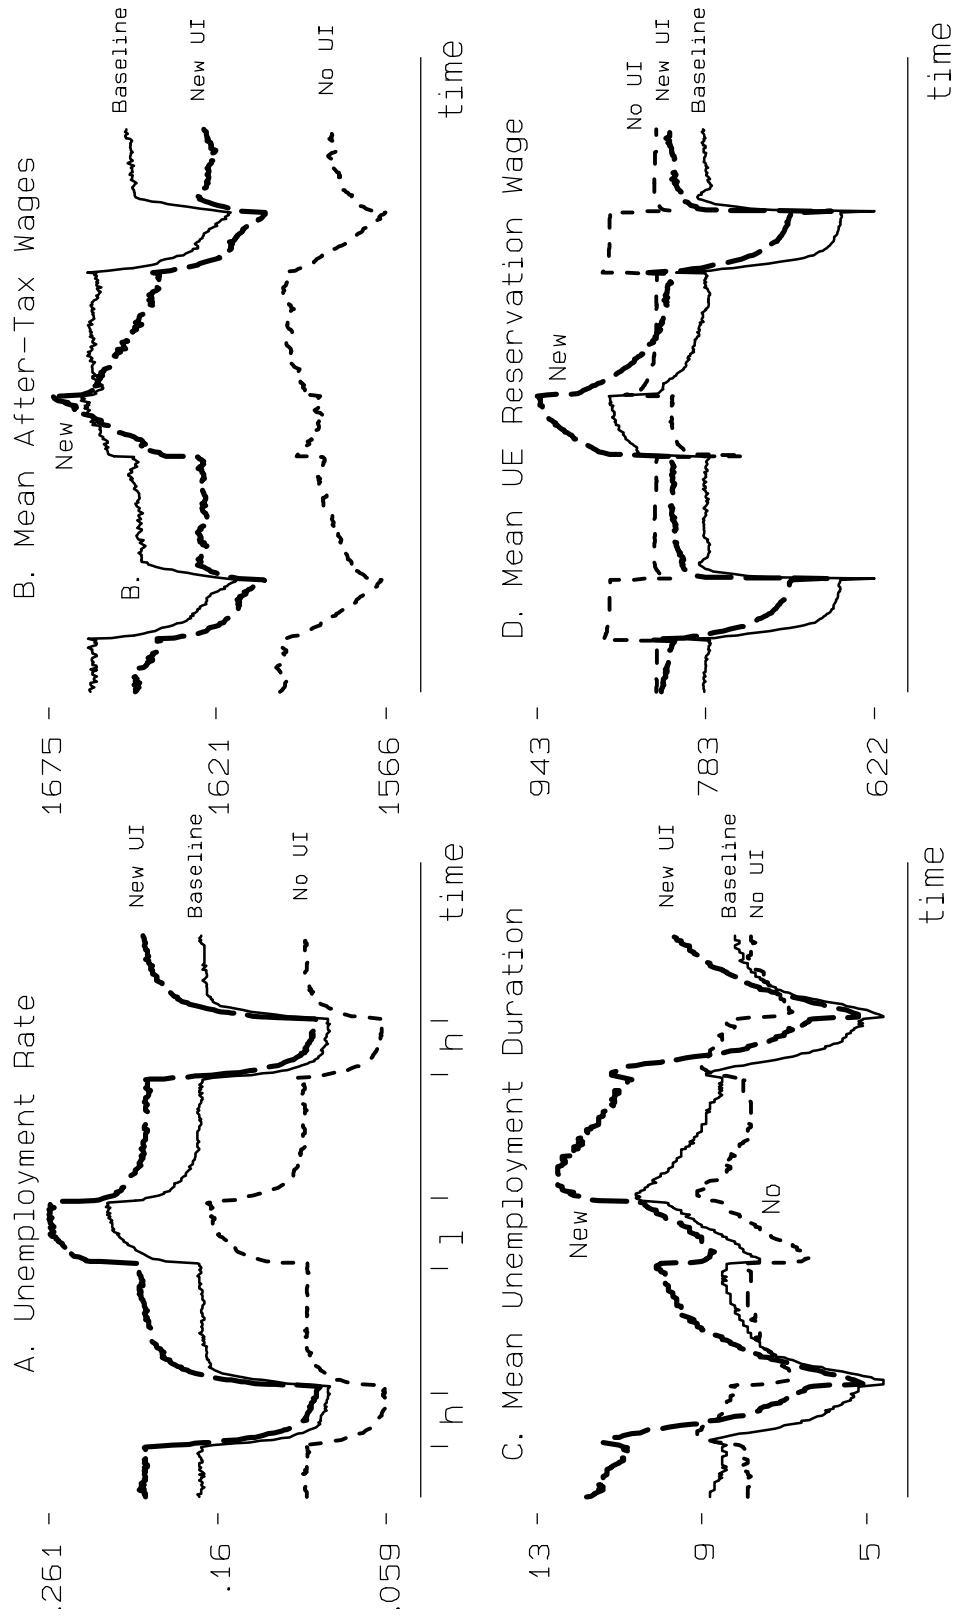 A. Unemployment Rate
.261
.16
.059
New UI
Baseline
No UI
h
l
h
time
B. Mean After-Tax Wages
1675
1621
1566
New
B.
Baseline
New UI
No UI
time
C. Mean Unemployment Duration
13
9
5
New
No
New UI
Baseline
No UI
time
D. Mean UE Reservation Wage
943
783
622
New
No UI
New UI
Baseline
time